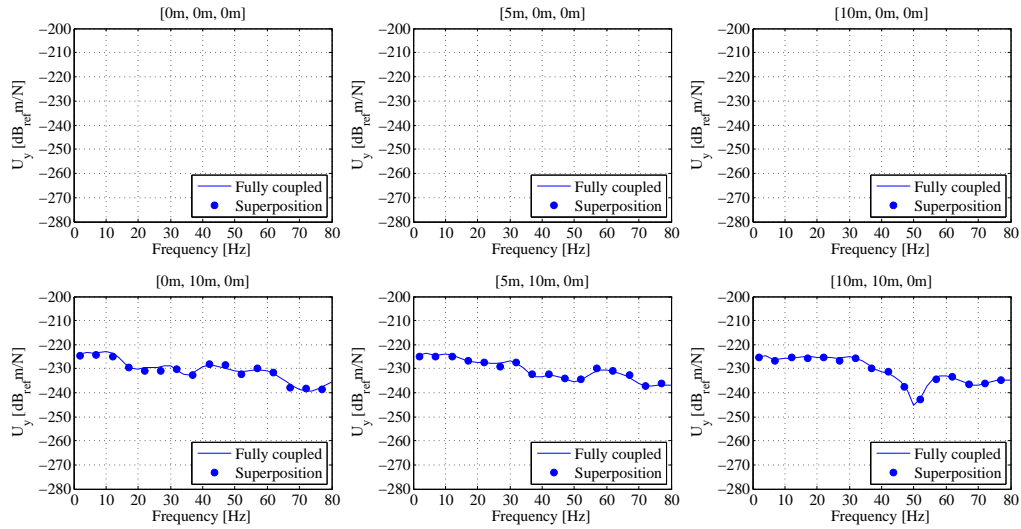 [0m, 0m, 0m]
−200
−210
−220
−230
−240
−250
−260
−270
−280
U_y [dB_ref m/N]
0 10 20 30 40 50 60 70 80
Frequency [Hz]
Fully coupled
Superposition
[5m, 0m, 0m]
−200
−210
−220
−230
−240
−250
−260
−270
−280
U_y [dB_ref m/N]
0 10 20 30 40 50 60 70 80
Frequency [Hz]
Fully coupled
Superposition
[10m, 0m, 0m]
−200
−210
−220
−230
−240
−250
−260
−270
−280
U_y [dB_ref m/N]
0 10 20 30 40 50 60 70 80
Frequency [Hz]
Fully coupled
Superposition
[0m, 10m, 0m]
−200
−210
−220
−230
−240
−250
−260
−270
−280
U_y [dB_ref m/N]
0 10 20 30 40 50 60 70 80
Frequency [Hz]
Fully coupled
Superposition
[5m, 10m, 0m]
−200
−210
−220
−230
−240
−250
−260
−270
−280
U_y [dB_ref m/N]
0 10 20 30 40 50 60 70 80
Frequency [Hz]
Fully coupled
Superposition
[10m, 10m, 0m]
−200
−210
−220
−230
−240
−250
−260
−270
−280
U_y [dB_ref m/N]
0 10 20 30 40 50 60 70 80
Frequency [Hz]
Fully coupled
Superposition